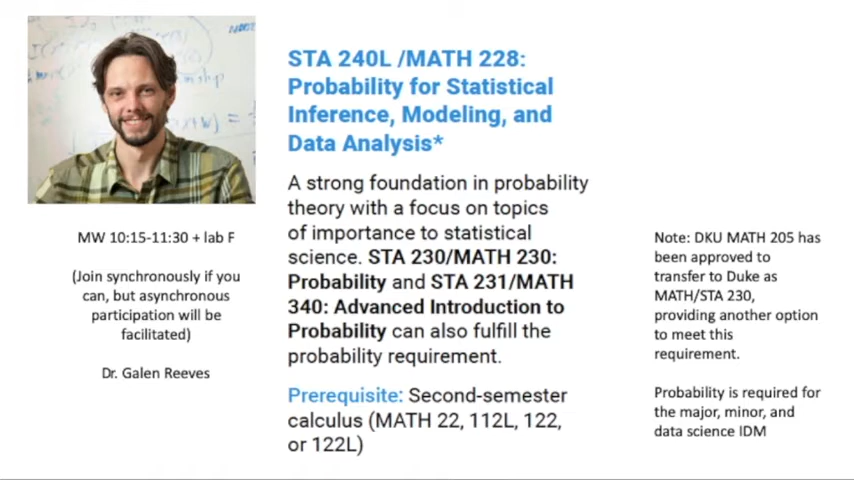 STA 240L /MATH 228:
Probability for Statistical
Inference, Modeling, and
Data Analysis*
A strong foundation in probability
theory with a focus on topics
of importance to statistical
science. STA 230/MATH 230:
Probability and STA 231/MATH
340: Advanced Introduction to
Probability can also fulfill the
probability requirement.
Prerequisite: Second-semester
calculus (MATH 22, 112L, 122,
or 122L)
MW 10:15-11:30 + lab F
(Join synchronously if you
can, but asynchronous
participation will be
facilitated)
Dr. Galen Reeves
Note: DKU MATH 205 has
been approved to
transfer to Duke as
MATH/STA 230,
providing another option
to meet this
requirement.
Probability is required for
the major, minor, and
data science IDM